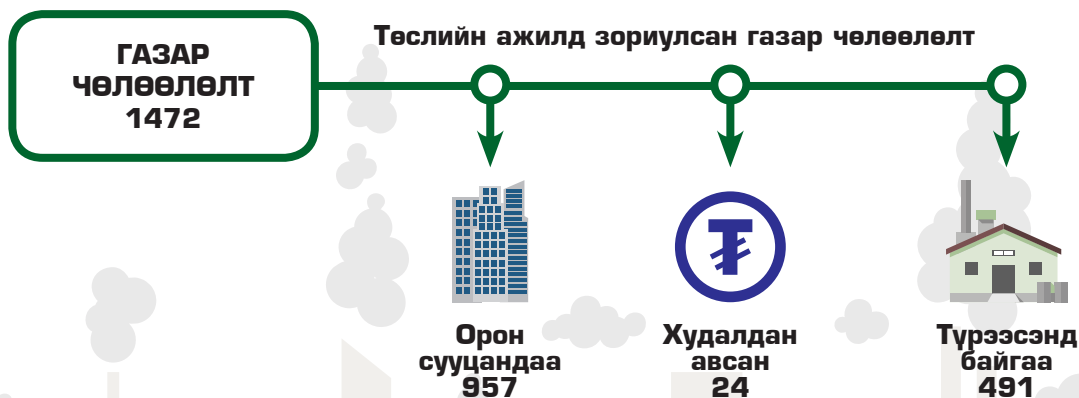 ГАЗАР
ЧӨЛӨӨЛӨЛТ
1472
Төслийн ажилд зориулсан газар чөлөөлөлт
Орон
сууцандаа
957
Худалдан
авсан
24
Түрээсэнд
байгаа
491